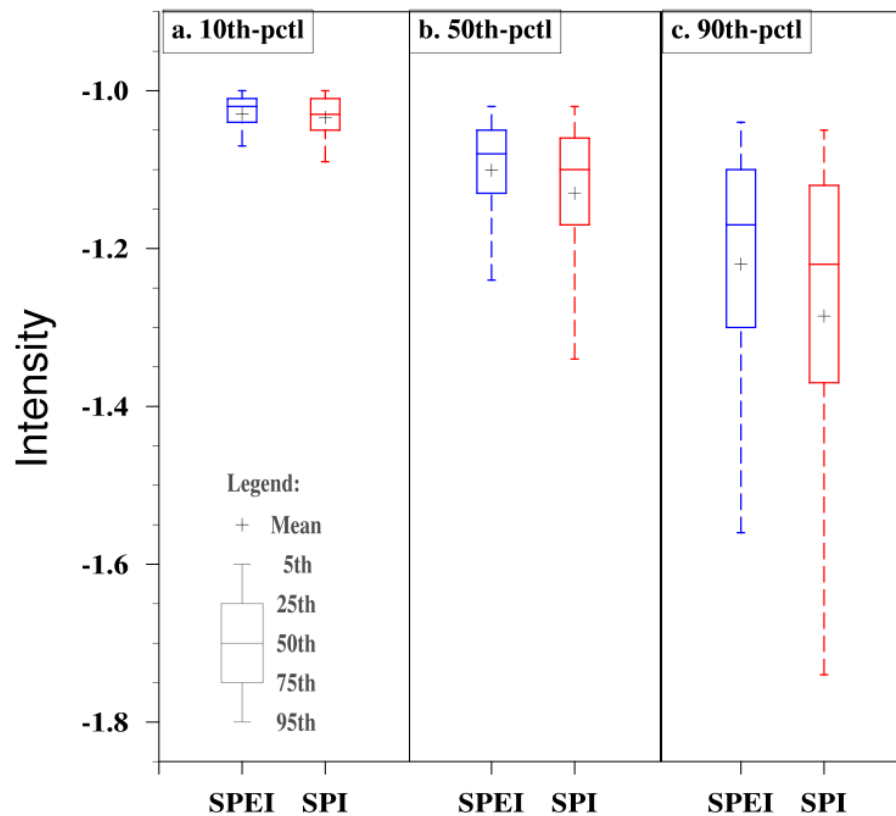 a. 10th-pctl
b. 50th-pctl
c. 90th-pctl
Intensity
-1.0
-1.2
-1.4
-1.6
-1.8
Legend:
Mean
5th
25th
50th
75th
95th
SPEI SPI
SPEI SPI
SPEI SPI